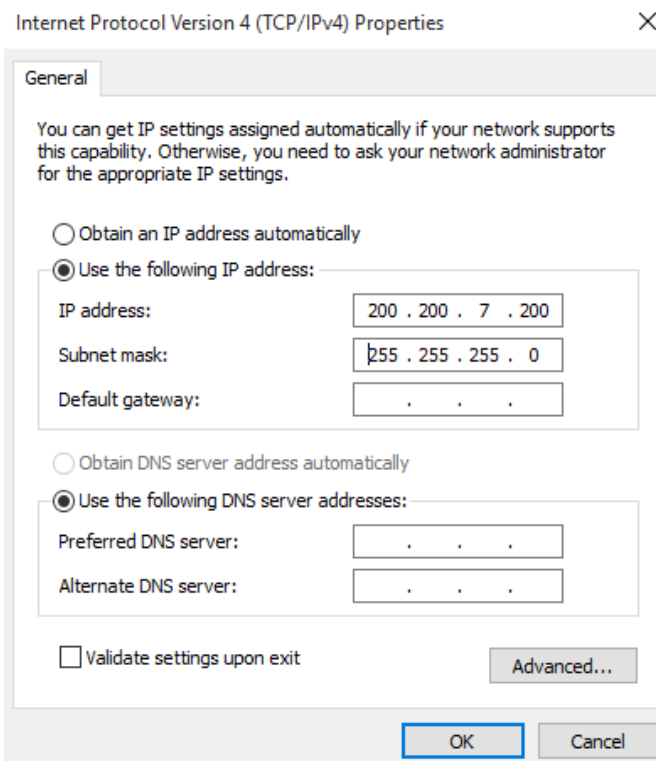 Internet Protocol Version 4 (TCP/IPv4) Properties
General
You can get IP settings assigned automatically if your network supports
this capability. Otherwise, you need to ask your network administrator
for the appropriate IP settings.
Obtain an IP address automatically
Use the following IP address:
IP address: 200 . 200 . 7 . 200
Subnet mask: 255 . 255 . 255 . 0
Default gateway: . . .
Obtain DNS server address automatically
Use the following DNS server addresses:
Preferred DNS server: . . .
Alternate DNS server: . . .
Validate settings upon exit
Advanced...
OK Cancel